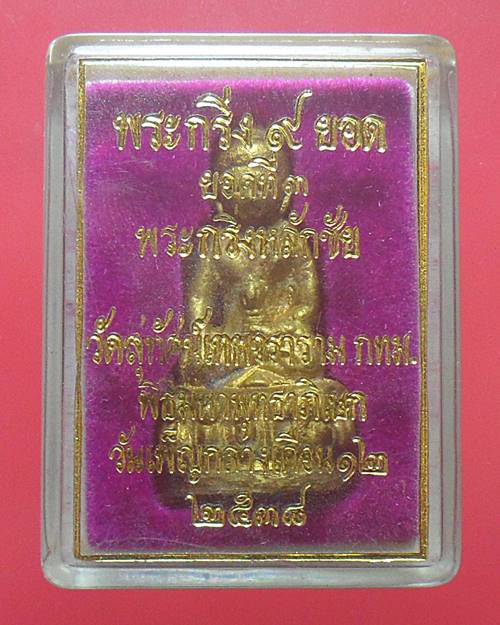 พระกริ่ง ๙ ยอด
ยอดที่ ๓
พระกริ่งหลักชัย
วัดสุทัศน์เทพวราราม กทม.
พิธีมหาพุทธาภิเษก
วันเพ็ญกลางเดือน ๑๒
๒๕๓๘